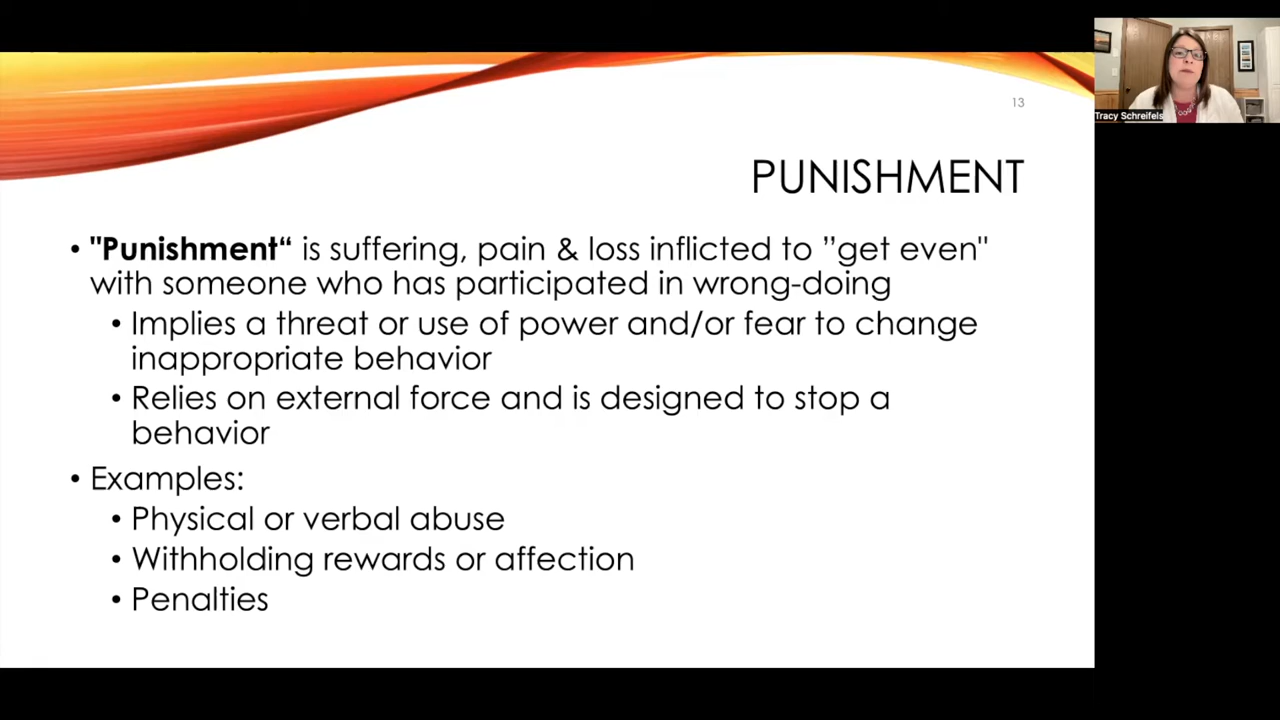 Tracy Schreifels
13
PUNISHMENT
• "Punishment“ is suffering, pain & loss inflicted to ”get even"
with someone who has participated in wrong-doing
• Implies a threat or use of power and/or fear to change
inappropriate behavior
• Relies on external force and is designed to stop a
behavior
• Examples:
• Physical or verbal abuse
• Withholding rewards or affection
• Penalties